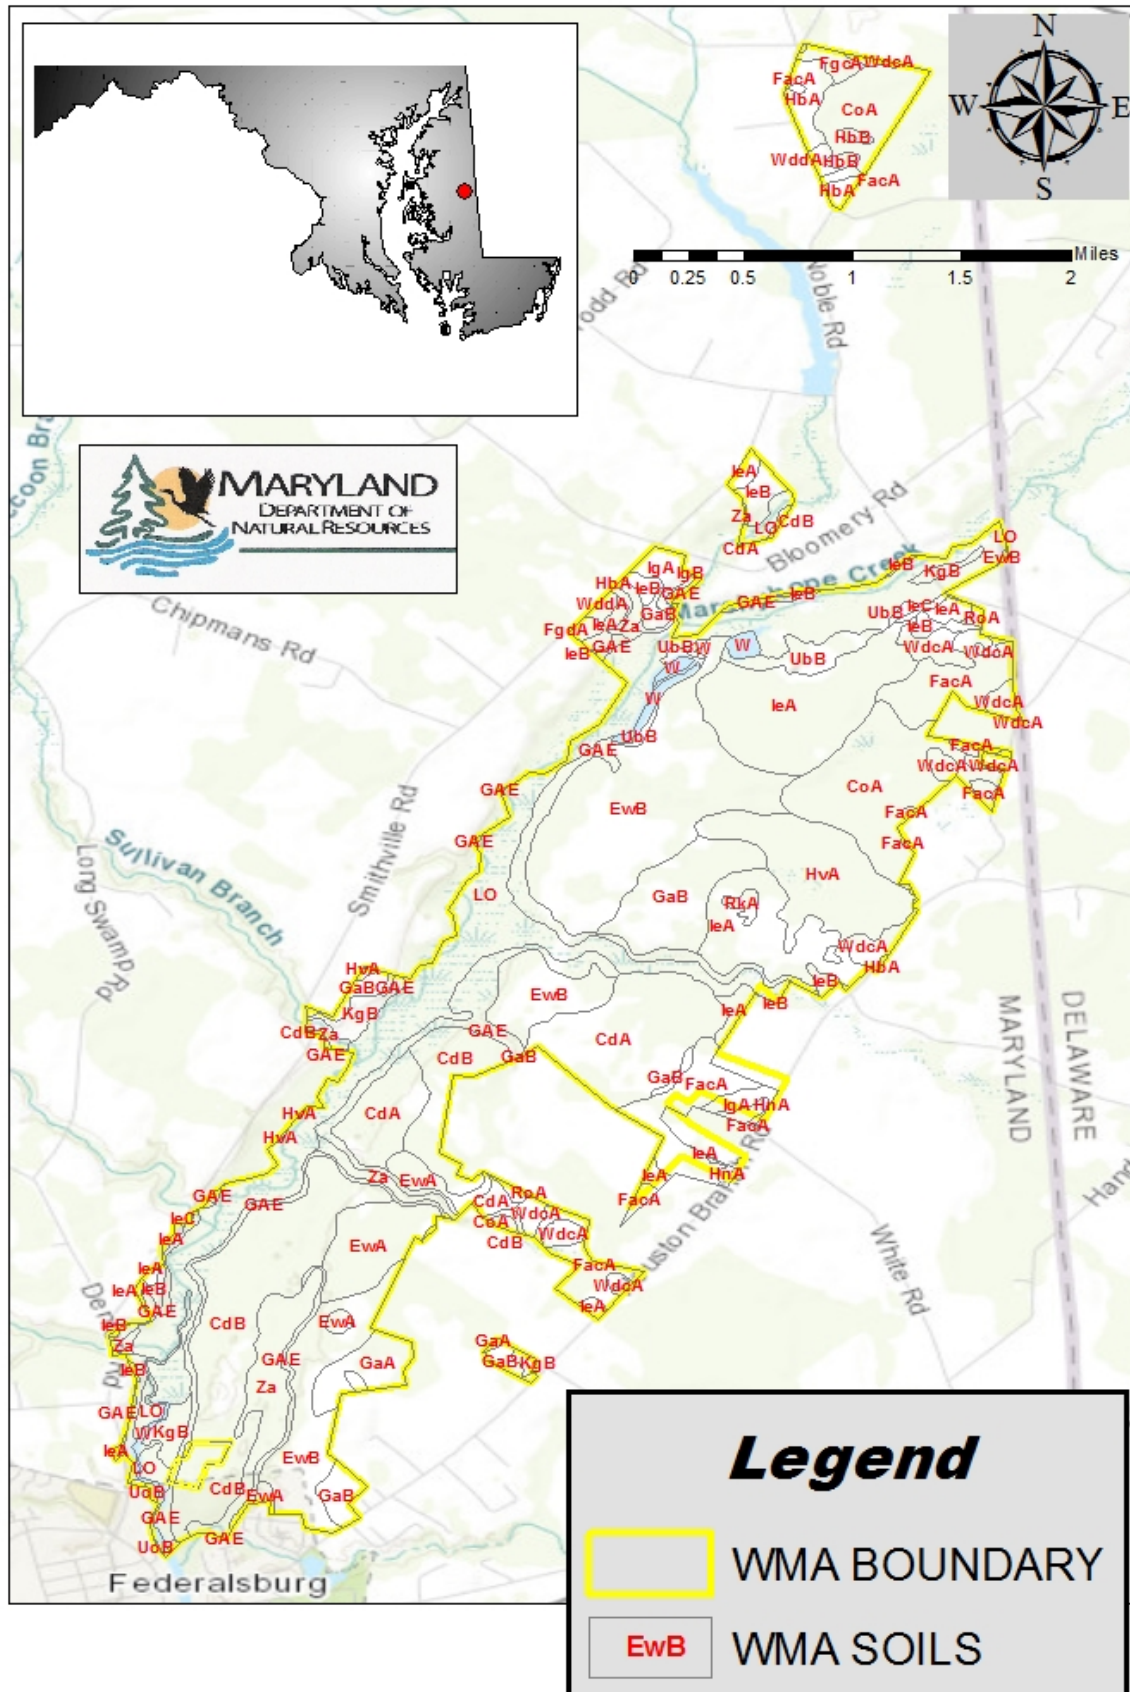 N
W
E
S
FgcA
WdcA
FacA
HbA
CoA
HbB
WddA
HbB
FacA
HbA
Miles
0
0.25
0.5
1
1.5
2
Todd Rd
Noble Rd
MARYLAND
DEPARTMENT OF
NATURAL RESOURCES
IeA
IeB
Za
LO
CdB
CdA
Bloomery Rd
Marshyhope Creek
LO
EwB
IeB
KgB
IgA
IgB
HbA
IeB
GAE
WddA
GaB
IeA
Za
FgdA
GAE
IeB
GAE
IeB
UbB
IeC
IeA
RoA
IeB
WdcA
WdcA
UbB
W
W
W
W
UbB
UbB
FacA
IeA
WdcA
WdcA
FacA
WdcA
WdcA
FacA
GAE
GAE
EwB
CoA
FacA
FacA
GAE
LO
HvA
GaB
RkA
IeA
WdcA
HbA
IeB
IeB
IeA
Chipmans Rd
Sullivan Branch
Long Swamp Rd
Smithville Rd
HvA
GaB
GAE
KgB
CdB
Za
GAE
EwB
GAE
CdB
GaB
CdA
GaB
FacA
IgA
HnA
FacA
IeA
HnA
IeA
FacA
MARYLAND
DELAWARE
Houston Branch Rd
White Rd
HvA
HvA
CdA
Za
EwA
CdA
RoA
WdcA
CoA
CdB
WdcA
FacA
WdcA
IeA
GAE
GAE
IeC
IeA
IeA
IeA
IeB
GAE
IeB
Za
IeB
EwA
CdB
EwA
GAE
GaA
Za
GaA
GaB
KgB
GAE
LO
W
KgB
IeA
LO
EwB
UoB
CdB
EwA
GaB
GAE
GAE
UoB
Federalsburg
Legend
WMA BOUNDARY
EwB
WMA SOILS